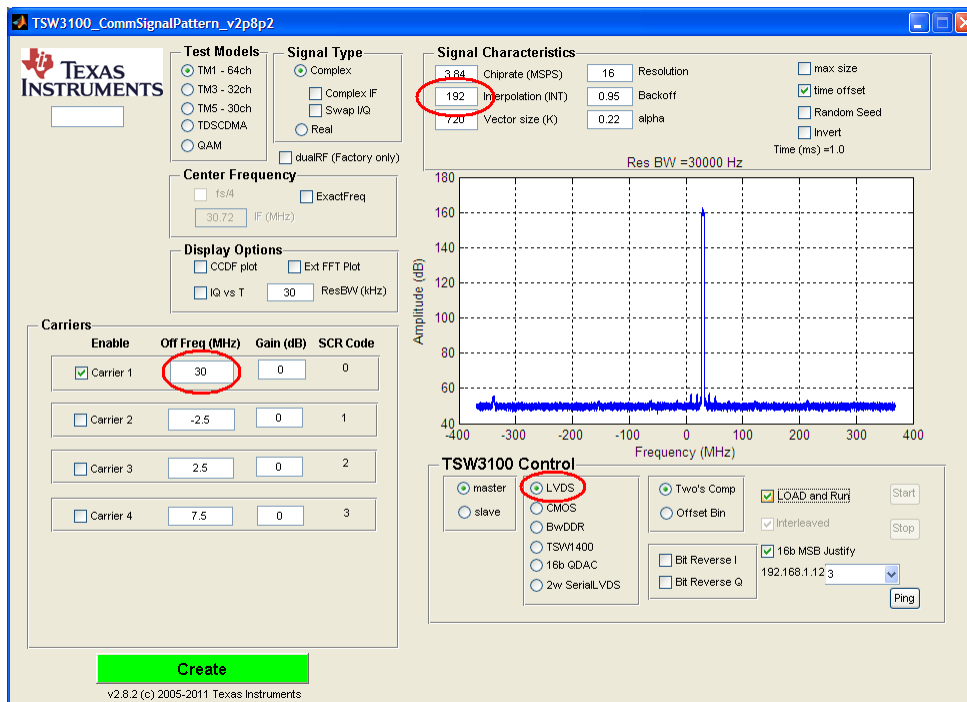 TSW3100_CommSignalPattern_v2p8p2
TEXAS
INSTRUMENTS
Test Models
TM1 - 64ch
TM3 - 32ch
TM5 - 30ch
TDSCDMA
QAM
Signal Type
Complex
Complex IF
Swap I/Q
Real
dualRF (Factory only)
Signal Characteristics
3.84 Chiprate (MSPS)
192 Interpolation (INT)
720 Vector size (K)
16 Resolution
0.95 Backoff
0.22 alpha
max size
time offset
Random Seed
Invert
Time (ms) =1.0
Center Frequency
fs/4
ExactFreq
30.72 IF (MHz)
Display Options
CCDF plot
Ext FFT Plot
IQ vs T
30 ResBW (kHz)
Res BW =30000 Hz
Amplitude (dB)
180
160
140
120
100
80
60
40
-400 -300 -200 -100 0 100 200 300 400
Frequency (MHz)
Carriers
Enable Off Freq (MHz) Gain (dB) SCR Code
Carrier 1 30 0 0
Carrier 2 -2.5 0 1
Carrier 3 2.5 0 2
Carrier 4 7.5 0 3
TSW3100 Control
master
slave
LVDS
CMOS
BwDDR
TSW1400
16b QDAC
2w SerialLVDS
Two's Comp
Offset Bin
Bit Reverse I
Bit Reverse Q
LOAD and Run
Interleaved
16b MSB Justify
192.168.1.12 3
Start
Stop
Ping
Create
v2.8.2 (c) 2005-2011 Texas Instruments